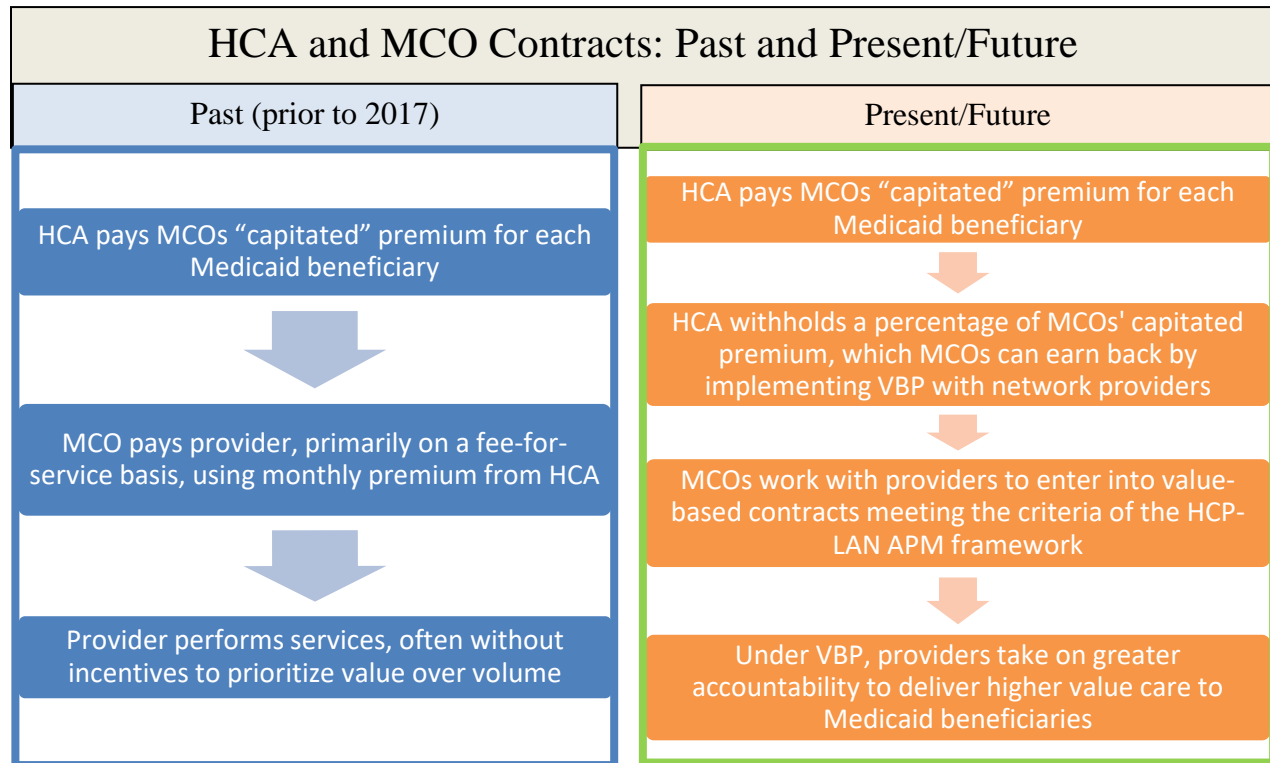 HCA and MCO Contracts: Past and Present/Future
Past (prior to 2017)
HCA pays MCOs “capitated” premium for each
Medicaid beneficiary
MCO pays provider, primarily on a fee-for-
service basis, using monthly premium from HCA
Provider performs services, often without
incentives to prioritize value over volume
Present/Future
HCA pays MCOs “capitated” premium for each
Medicaid beneficiary
HCA withholds a percentage of MCOs' capitated
premium, which MCOs can earn back by
implementing VBP with network providers
MCOs work with providers to enter into value-
based contracts meeting the criteria of the HCP-
LAN APM framework
Under VBP, providers take on greater
accountability to deliver higher value care to
Medicaid beneficiaries